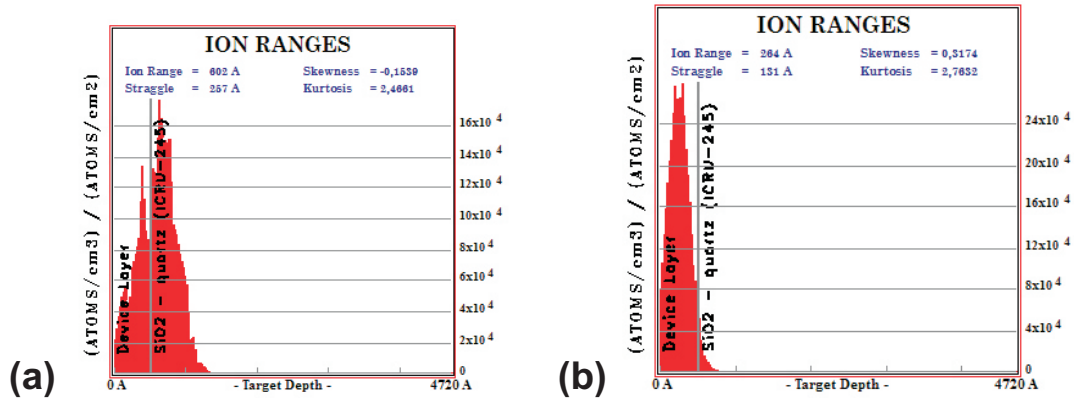 ION RANGES
Ion Range = 602 A
Skewness = -0,1539
Straggle = 257 A
Kurtosis = 2,4661
(ATOMS/cm3) / (ATOMS/cm2)
Device Layer
SiO2 - quartz (ICRU-245)
16x10 4
14x10 4
12x10 4
10x10 4
8x10 4
6x10 4
4x10 4
2x10 4
0
0 A
- Target Depth -
4720 A
(a)
ION RANGES
Ion Range = 264 A
Skewness = 0,3174
Straggle = 131 A
Kurtosis = 2,7632
(ATOMS/cm3) / (ATOMS/cm2)
Device Layer
SiO2 - quartz (ICRU-245)
24x10 4
20x10 4
16x10 4
12x10 4
8x10 4
4x10 4
0
0 A
- Target Depth -
4720 A
(b)